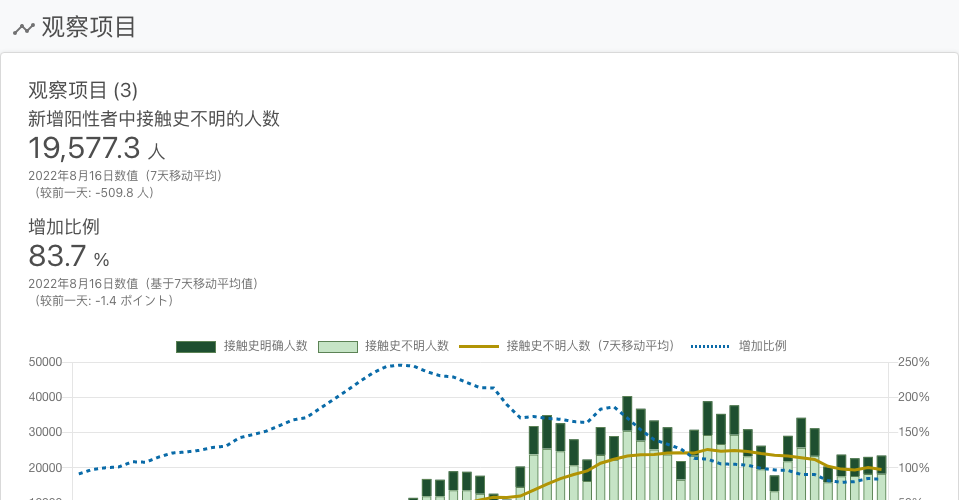 观察项目
观察项目 (3)
新增阳性者中接触史不明的人数
19,577.3 人
2022年8月16日数值（7天移动平均）
（较前一天: -509.8 人）
增加比例
83.7 %
2022年8月16日数值（基于7天移动平均值）
（较前一天: -1.4 ポイント）
接触史明确人数 接触史不明人数 接触史不明人数（7天移动平均） 增加比例
50000 250%
40000 200%
30000 150%
20000 100%